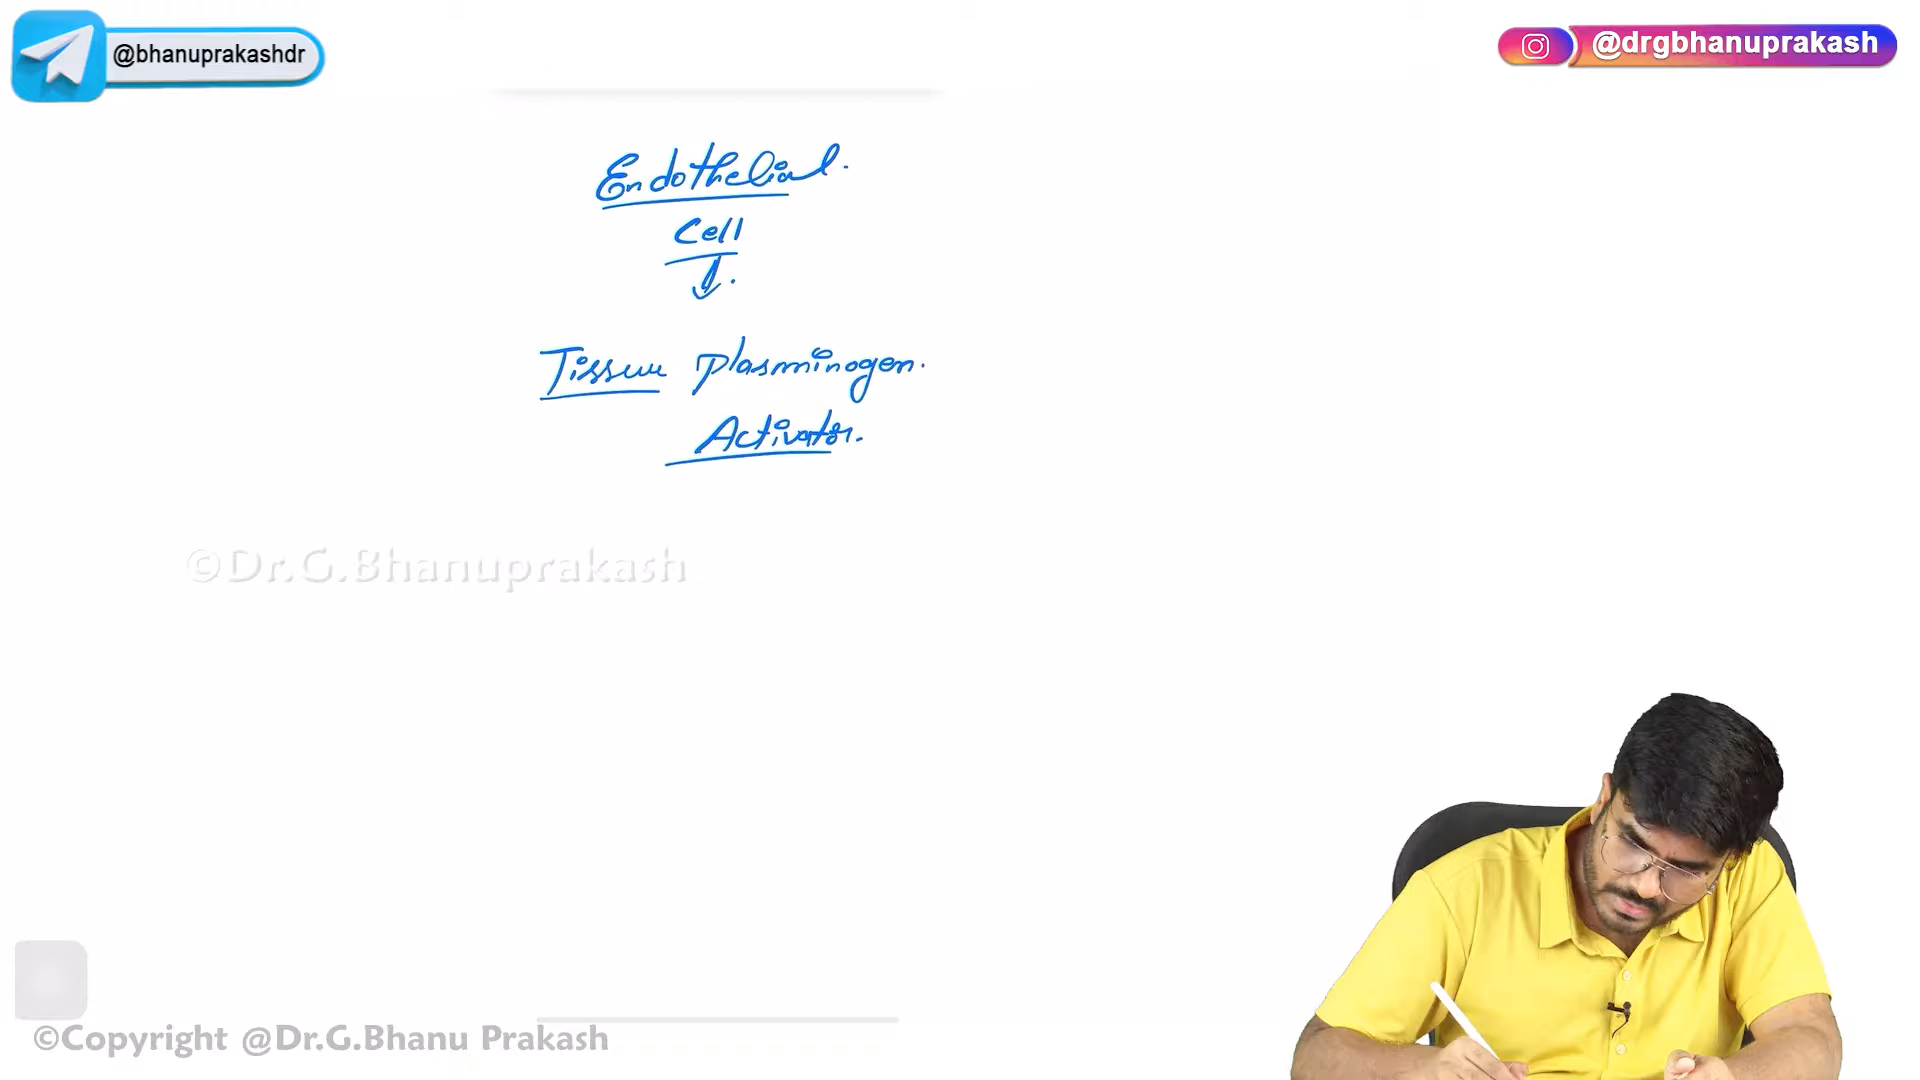 @bhanuprakashdr
@drgbhanuprakash
Endothelial.
Cell
Tissue plasminogen.
Activator.
©Dr.G.Bhanuprakash
©Copyright @Dr.G.Bhanu Prakash